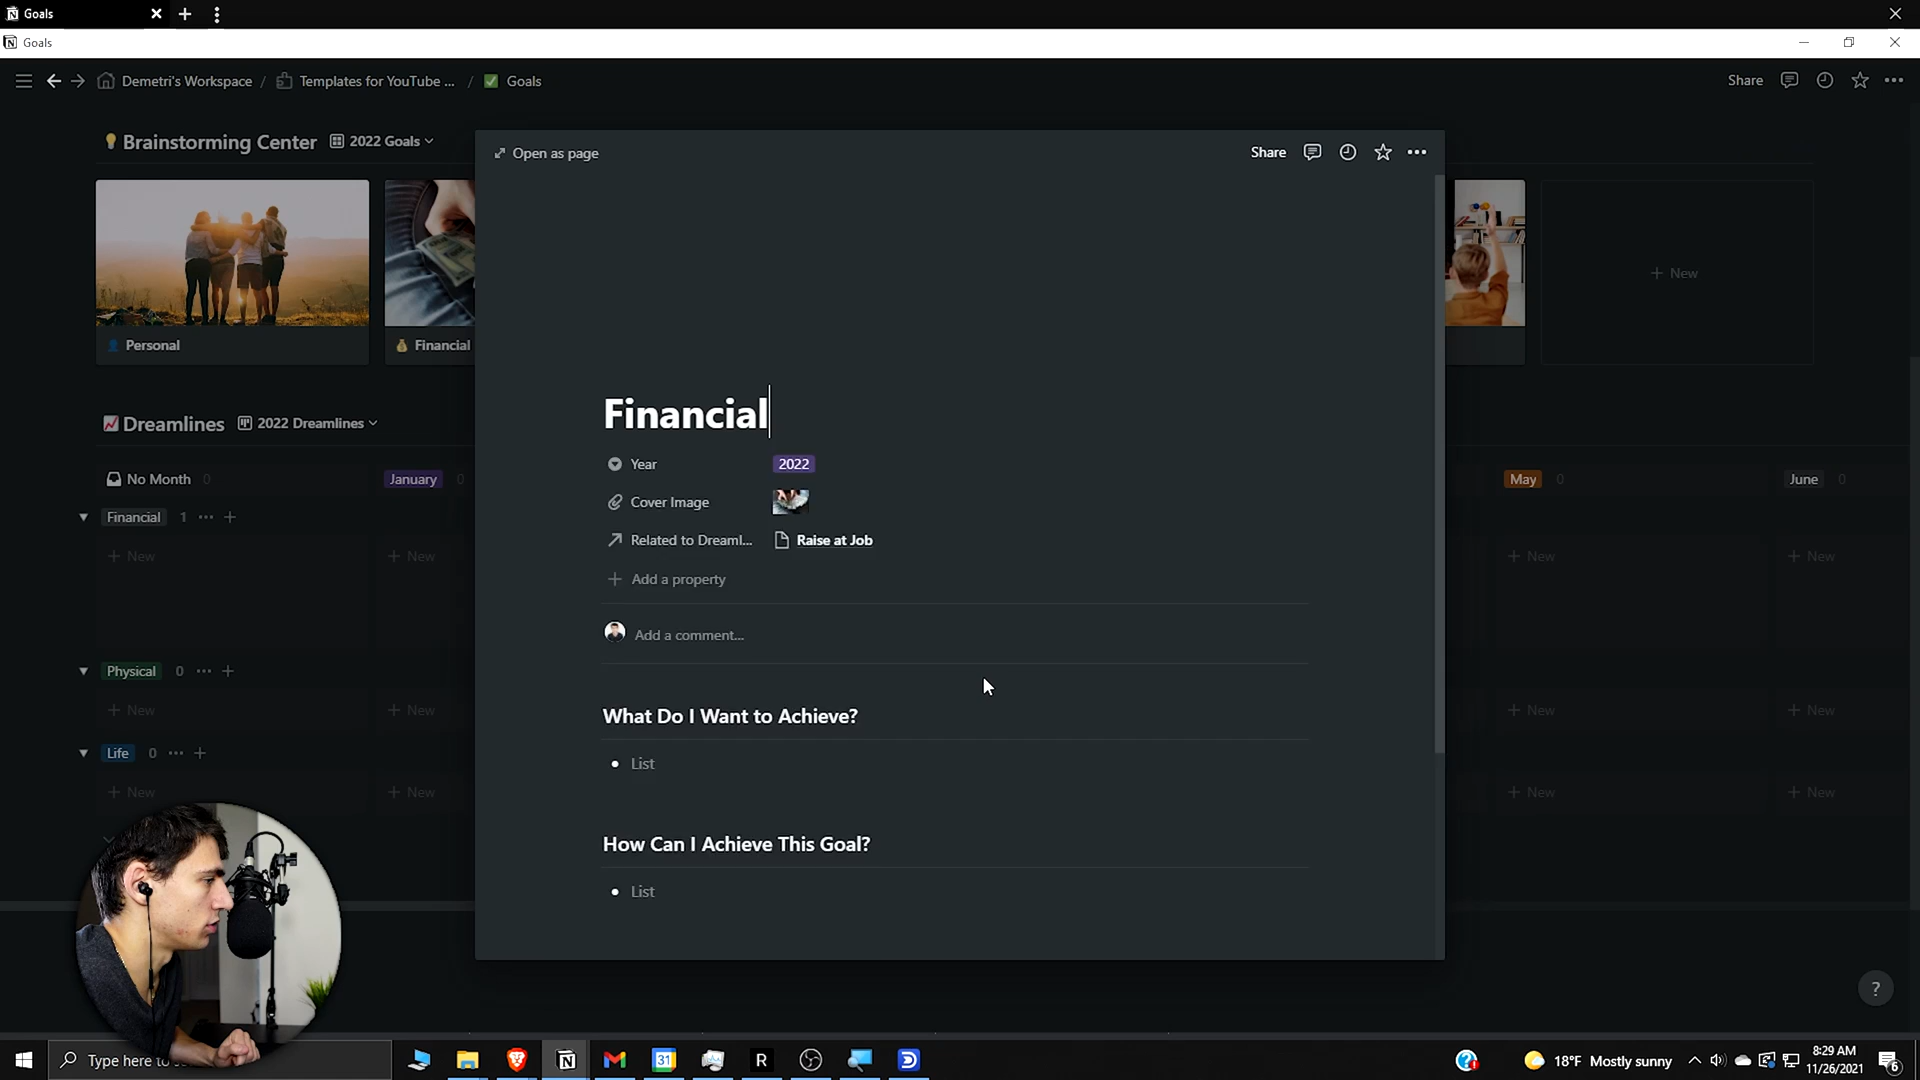 Goals
Goals
Demetri's Workspace / Templates for YouTube ... / Goals
Share
Brainstorming Center 2022 Goals
Open as page
Share
+ New
Personal
Financial
Financial
Year 2022
Cover Image
Related to Dreaml... Raise at Job
+ Add a property
Add a comment...
What Do I Want to Achieve?
• List
How Can I Achieve This Goal?
• List
Dreamlines 2022 Dreamlines
No Month 0 January 0 May 0 June 0
Financial 1 ... +
+ New + New + New + New
Physical 0 ... +
+ New + New + New + New
Life 0 ... +
+ New + New + New + New
?
Type here to
31
R
18°F Mostly sunny
8:29 AM
11/26/2021
6